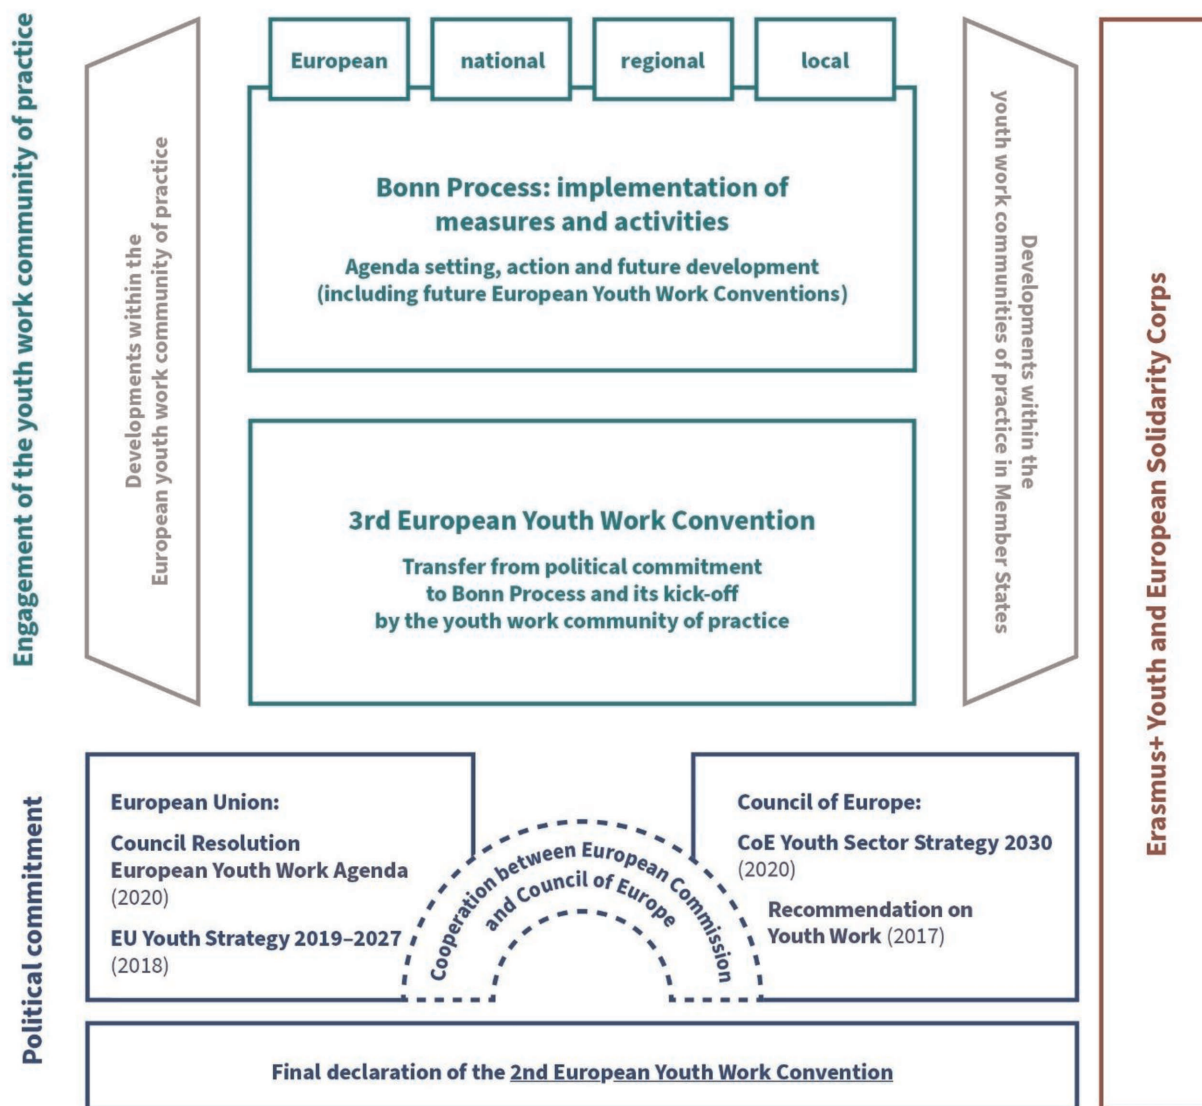 Engagement of the youth work community of practice
European
national
regional
local
Developments within the
European youth work community of practice
Bonn Process: implementation of
measures and activities
Agenda setting, action and future development
(including future European Youth Work Conventions)
Developments within the
youth work communities of practice in Member States
Erasmus+ Youth and European Solidarity Corps
3rd European Youth Work Convention
Transfer from political commitment
to Bonn Process and its kick-off
by the youth work community of practice
Political commitment
European Union:
Council Resolution
European Youth Work Agenda
(2020)
EU Youth Strategy 2019–2027
(2018)
Cooperation between European Commission
and Council of Europe
Council of Europe:
CoE Youth Sector Strategy 2030
(2020)
Recommendation on
Youth Work (2017)
Final declaration of the 2nd European Youth Work Convention